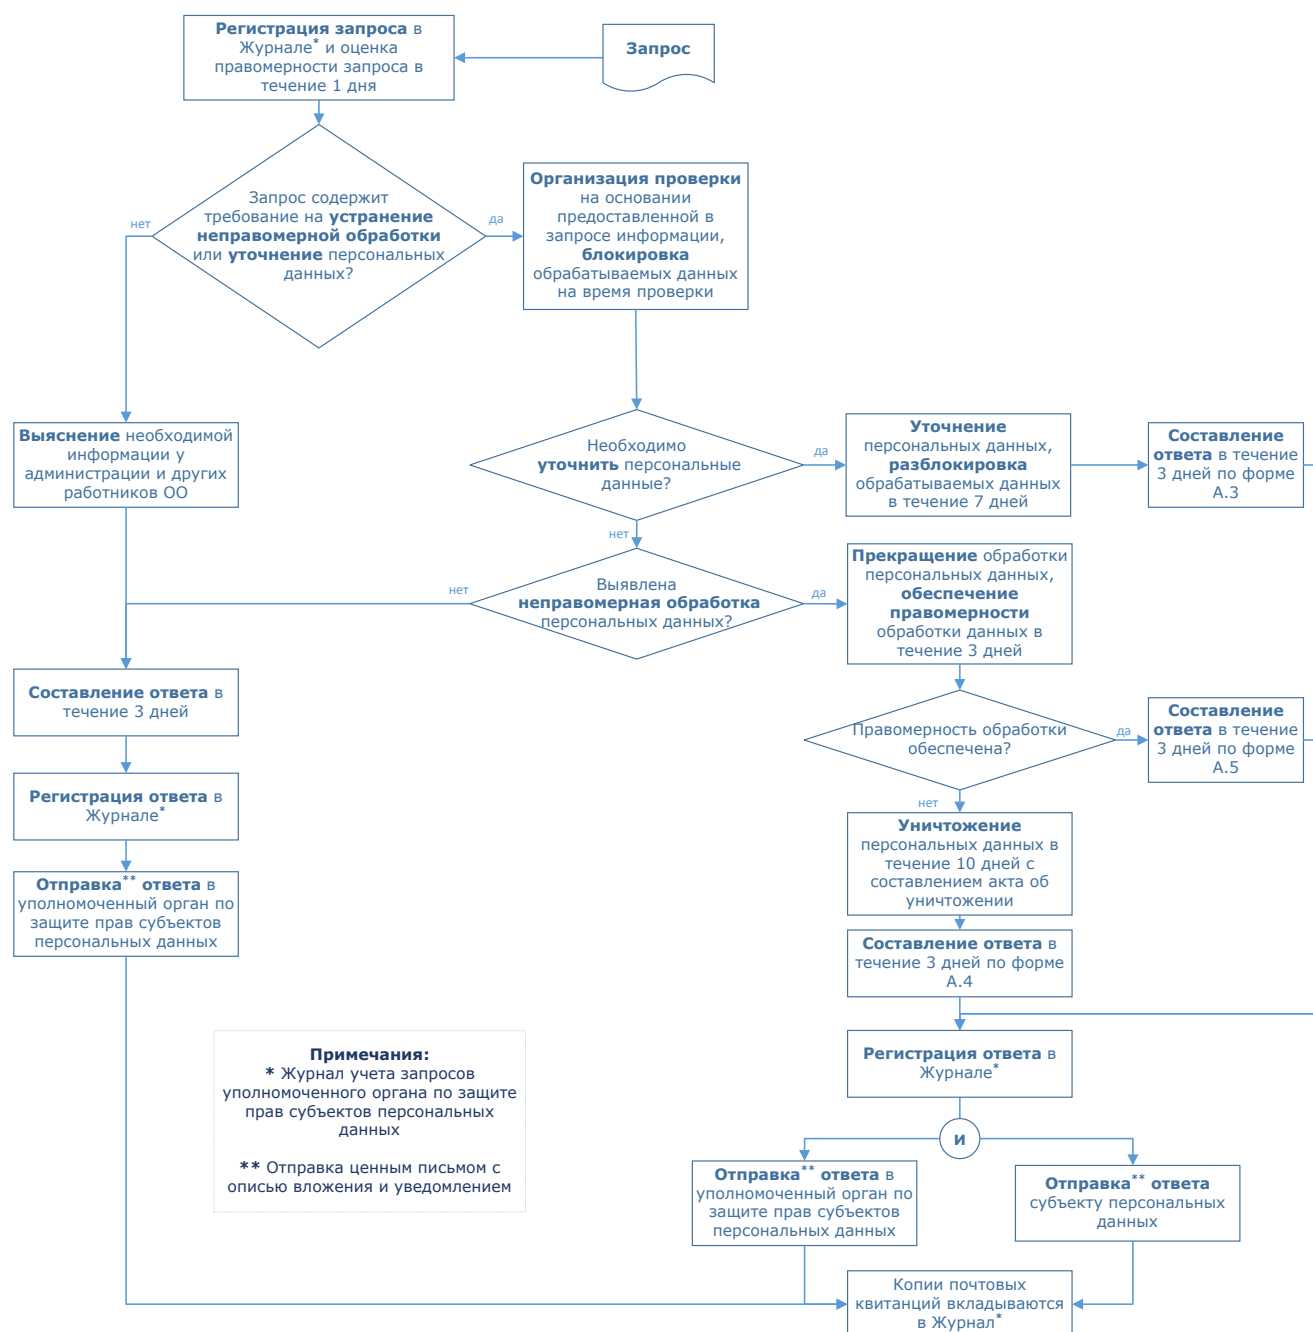 Регистрация запроса в
Журнале* и оценка
правомерности запроса в
течение 1 дня
Запрос
Запрос содержит
требование на устранение
неправомерной обработки
или уточнение персональных
данных?
нет
да
Организация проверки
на основании
предоставленной в
запросе информации,
блокировка
обрабатываемых данных
на время проверки
Выяснение необходимой
информации у
администрации и других
работников ОО
Необходимо
уточнить персональные
данные?
да
Уточнение
персональных данных,
разблокировка
обрабатываемых данных
в течение 7 дней
Составление
ответа в течение
3 дней по форме
А.3
нет
Выявлена
неправомерная обработка
персональных данных?
нет
да
Прекращение обработки
персональных данных,
обеспечение
правомерности
обработки данных в
течение 3 дней
Составление ответа в
течение 3 дней
Правомерность обработки
обеспечена?
да
Составление
ответа в течение
3 дней по форме
А.5
нет
Регистрация ответа в
Журнале*
Уничтожение
персональных данных в
течение 10 дней с
составлением акта об
уничтожении
Отправка** ответа в
уполномоченный орган по
защите прав субъектов
персональных данных
Составление ответа в
течение 3 дней по форме
А.4
Регистрация ответа в
Журнале*
Примечания:
* Журнал учета запросов
уполномоченного органа по защите
прав субъектов персональных
данных
** Отправка ценным письмом с
описью вложения и уведомлением
и
Отправка** ответа в
уполномоченный орган по
защите прав субъектов
персональных данных
Отправка** ответа
субъекту персональных
данных
Копии почтовых
квитанций вкладываются
в Журнал*